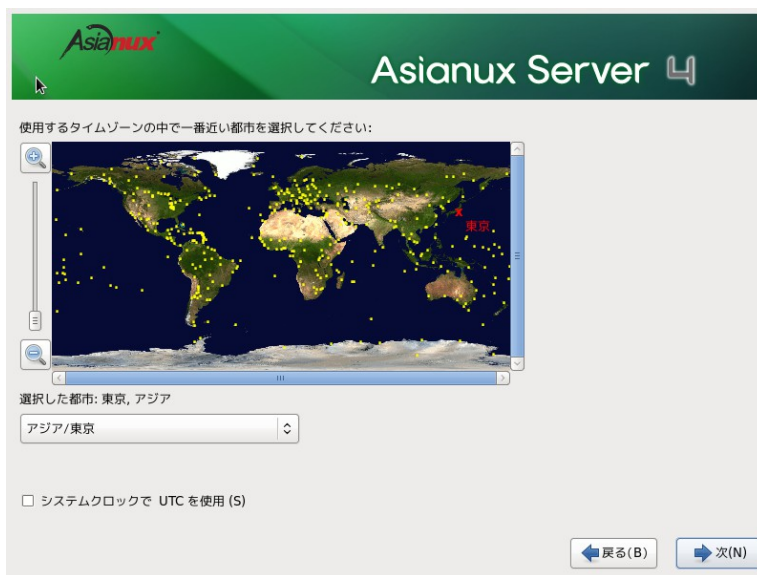 Asianux
Asianux Server 4
使用するタイムゾーンの中で一番近い都市を選択してください:
東京
選択した都市: 東京, アジア
アジア/東京
システムクロックで UTC を使用 (S)
戻る(B)
次(N)